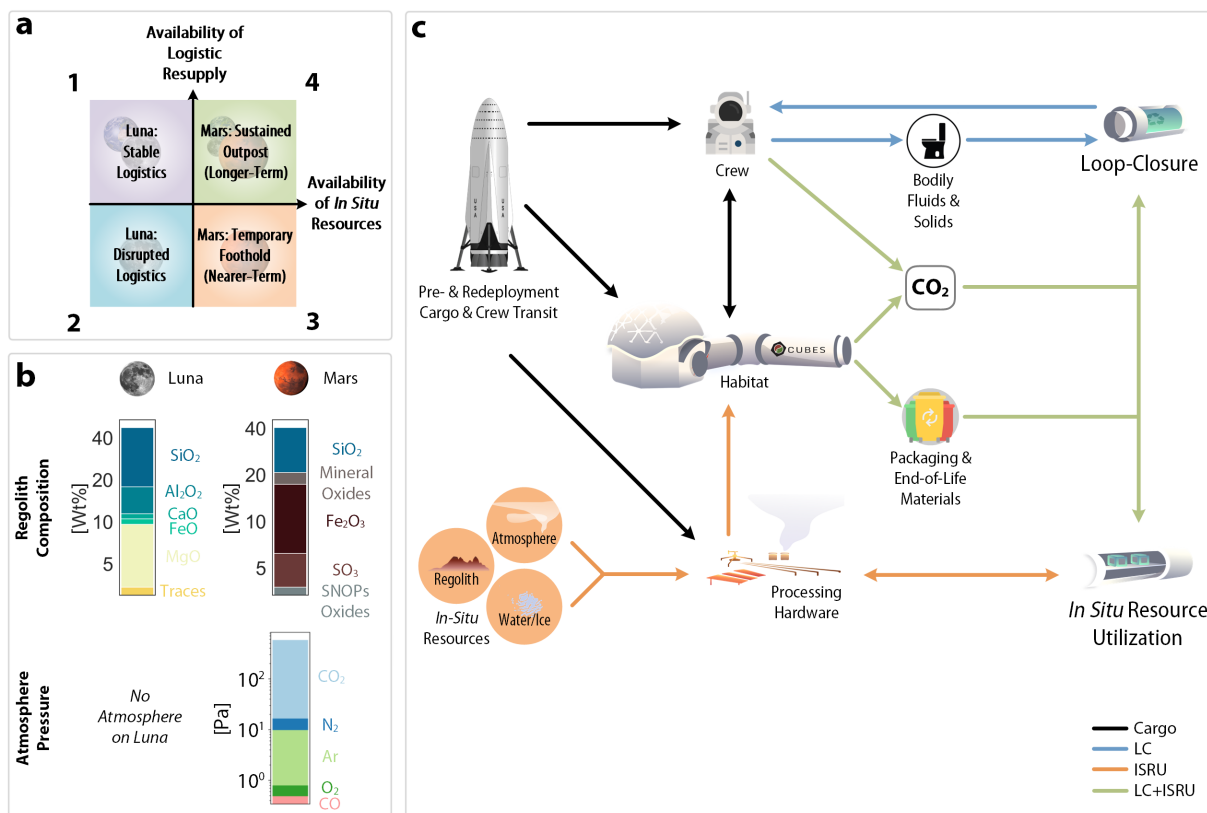 a
Availability of
Logistic
Resupply
1
4
Luna:
Stable
Logistics
Mars: Sustained
Outpost
(Longer-Term)
Availability
of In Situ
Resources
Luna:
Disrupted
Logistics
Mars: Temporary
Foothold
(Nearer-Term)
2
3
b
Luna
Mars
Regolith
Composition
[Wt%]
40
20
10
5
SiO₂
Al₂O₂
CaO
FeO
MgO
Traces
[Wt%]
40
20
10
5
SiO₂
Mineral
Oxides
Fe₂O₃
SO₃
SNOPs
Oxides
Atmosphere
Pressure
No
Atmosphere
on Luna
[Pa]
10²
10¹
10⁰
CO₂
N₂
Ar
O₂
CO
c
USA
USA
Pre- & Redeployment
Cargo & Crew Transit
Crew
Bodily
Fluids &
Solids
Loop-Closure
CO₂
CUBES
Habitat
Packaging &
End-of-Life
Materials
Atmosphere
Regolith
Water/Ice
In-Situ
Resources
Processing
Hardware
In Situ Resource
Utilization
Cargo
LC
ISRU
LC+ISRU